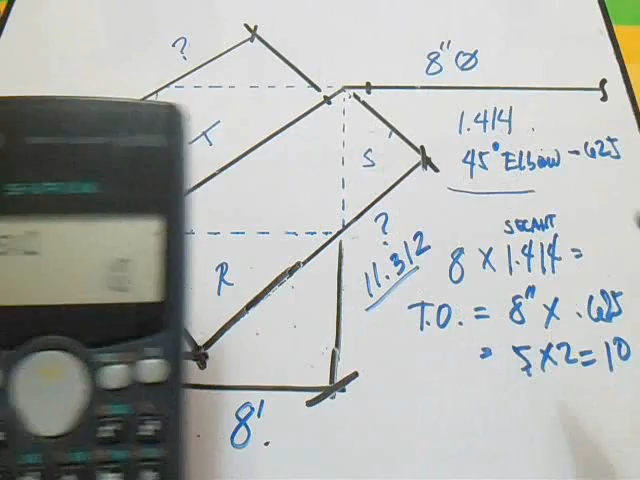 ?
8" Ø
1.414
45° Elbow - 625
T
S
?
SECANT
8 X 1.414 =
11.312
R
T.O. = 8" X .625
= 5 X 2 = 10
8'